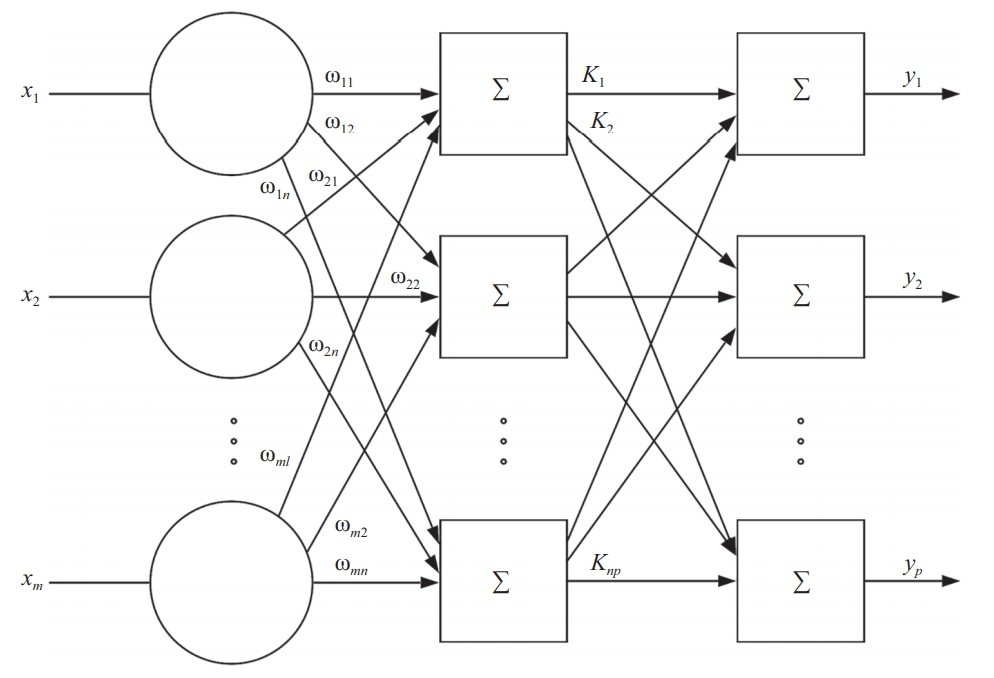 x₁ ω₁₁ Σ K₁ Σ y₁
ω₁₂ K₂
ω₂₁
ω₁ₙ
x₂ ω₂₂ Σ Σ y₂
ω₂ₙ
ωₘₗ
ωₘ₂
xₘ ωₘₙ Σ Kₙₚ Σ yₚ